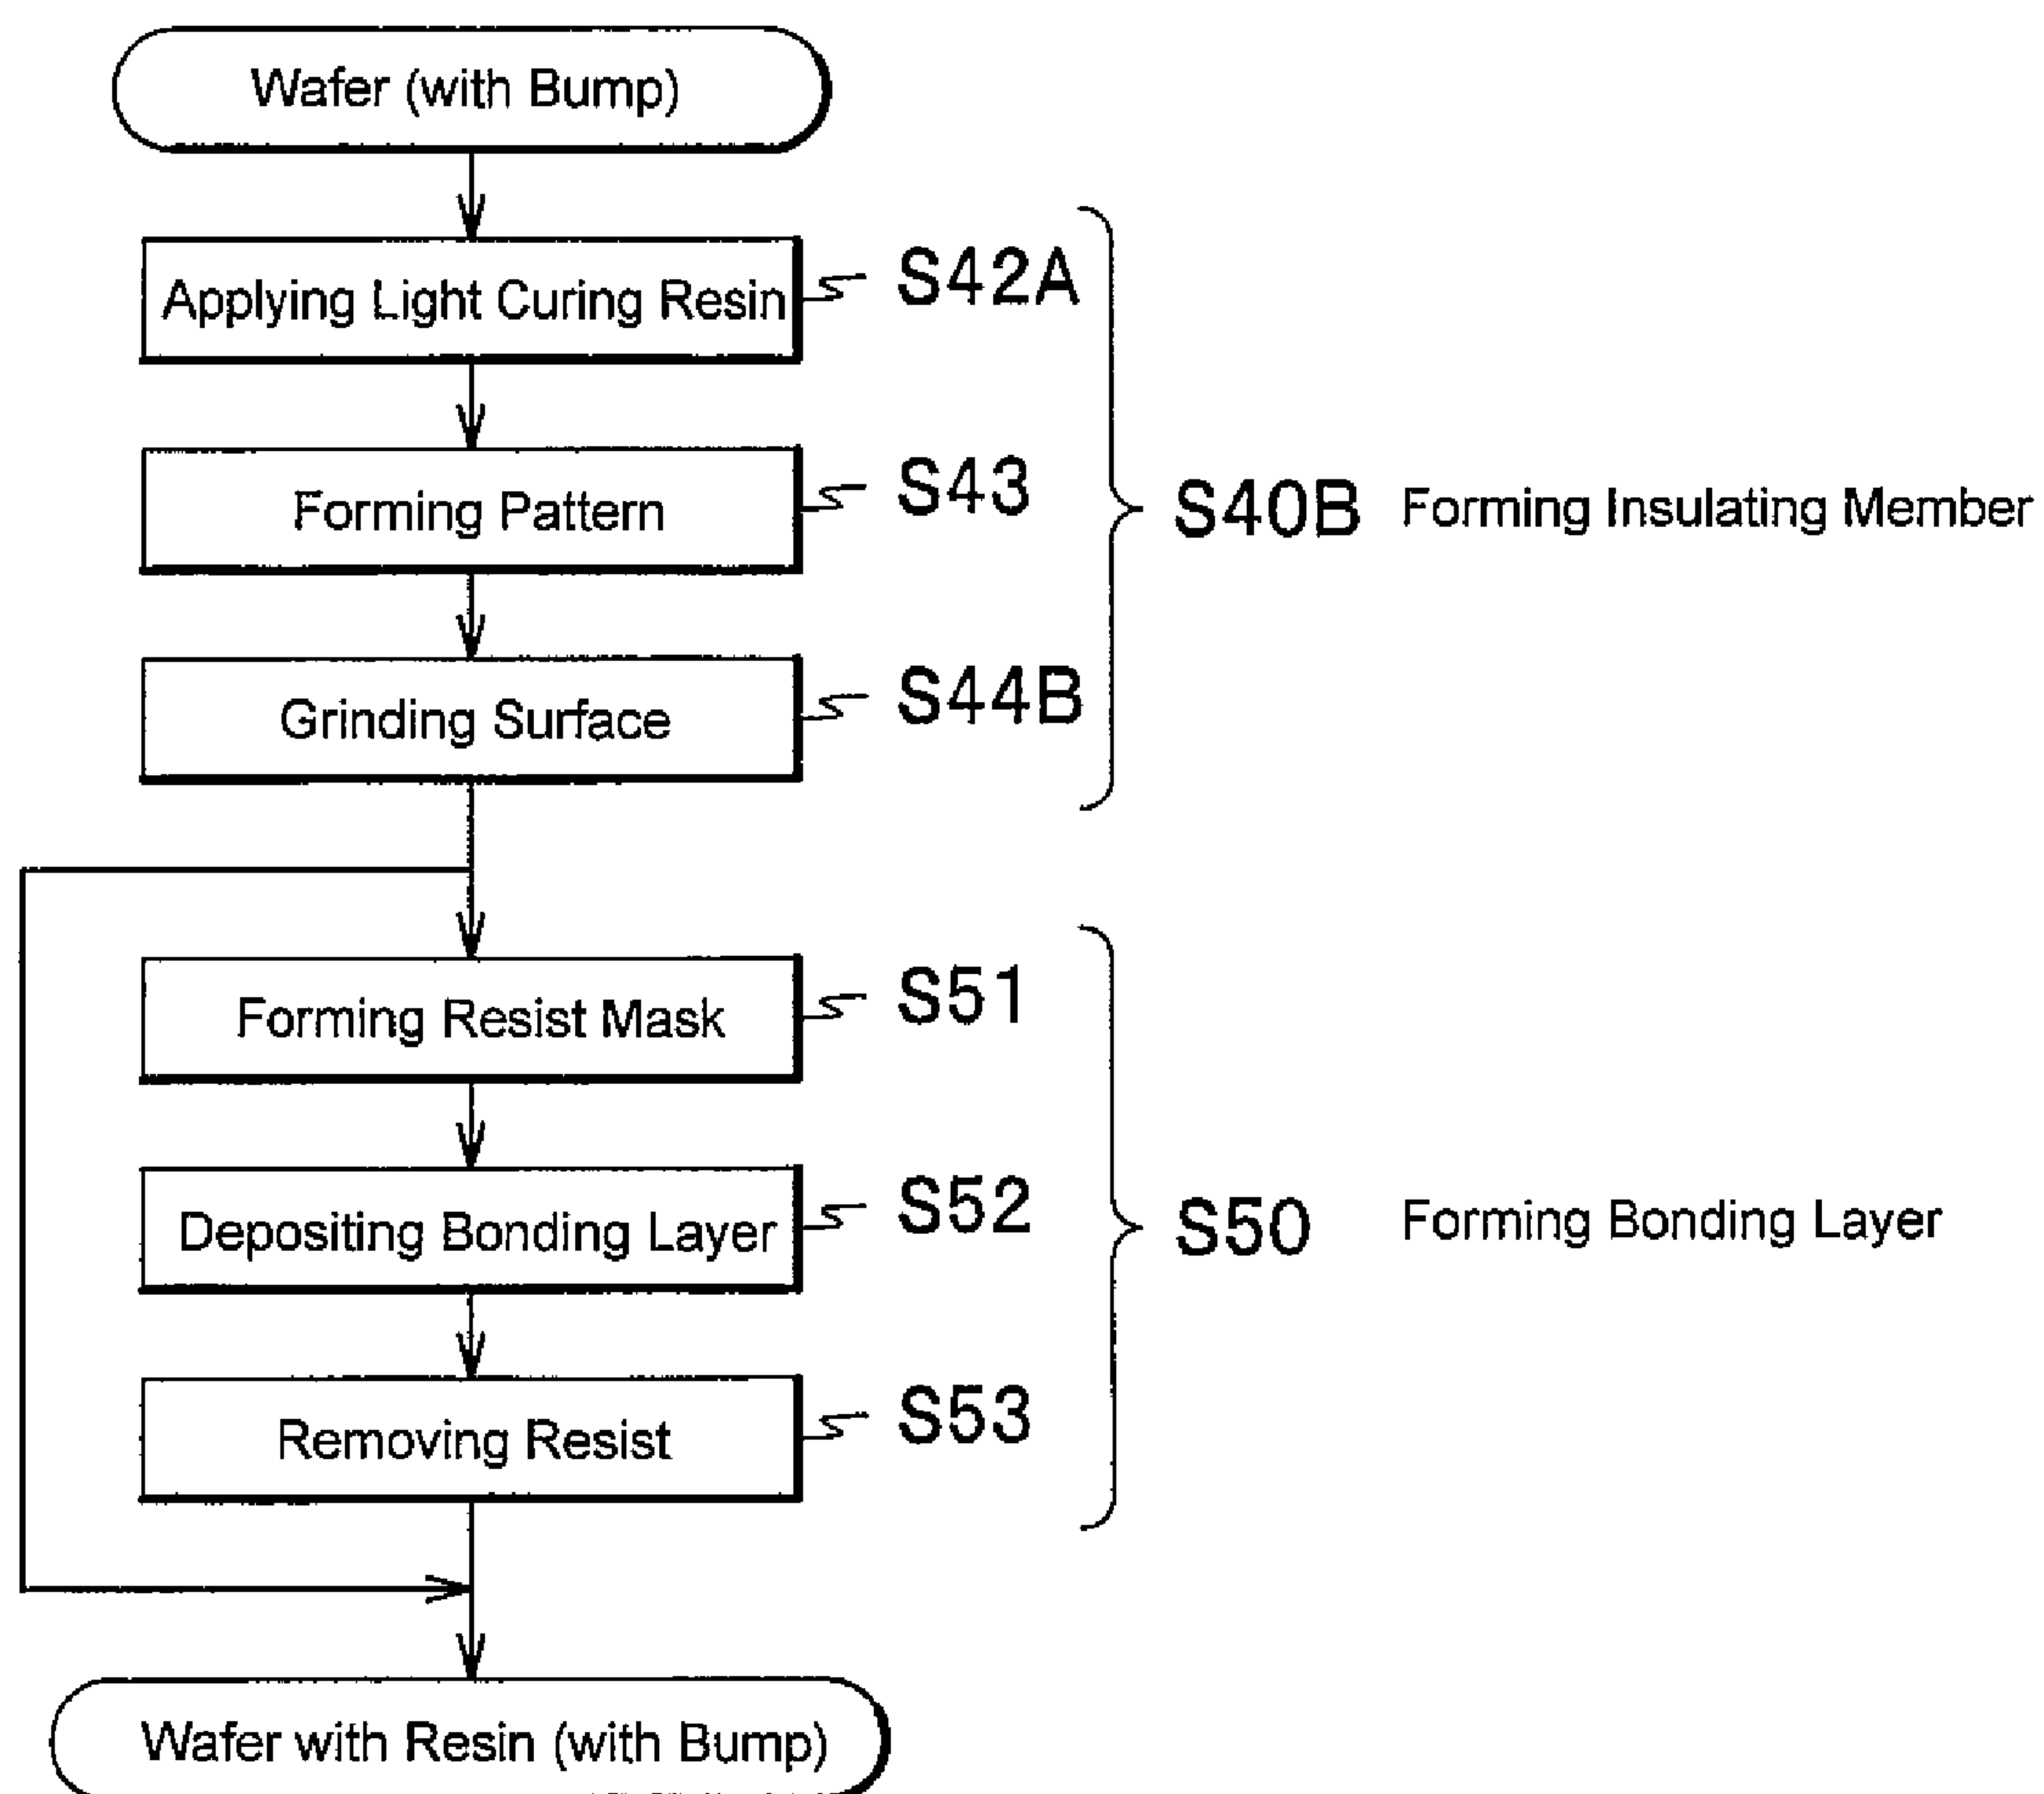 Wafer (with Bump)
Applying Light Curing Resin
S42A
Forming Pattern
S43
S40B Forming Insulating Member
Grinding Surface
S44B
Forming Resist Mask
S51
Depositing Bonding Layer
S52
S50 Forming Bonding Layer
Removing Resist
S53
Wafer with Resin (with Bump)